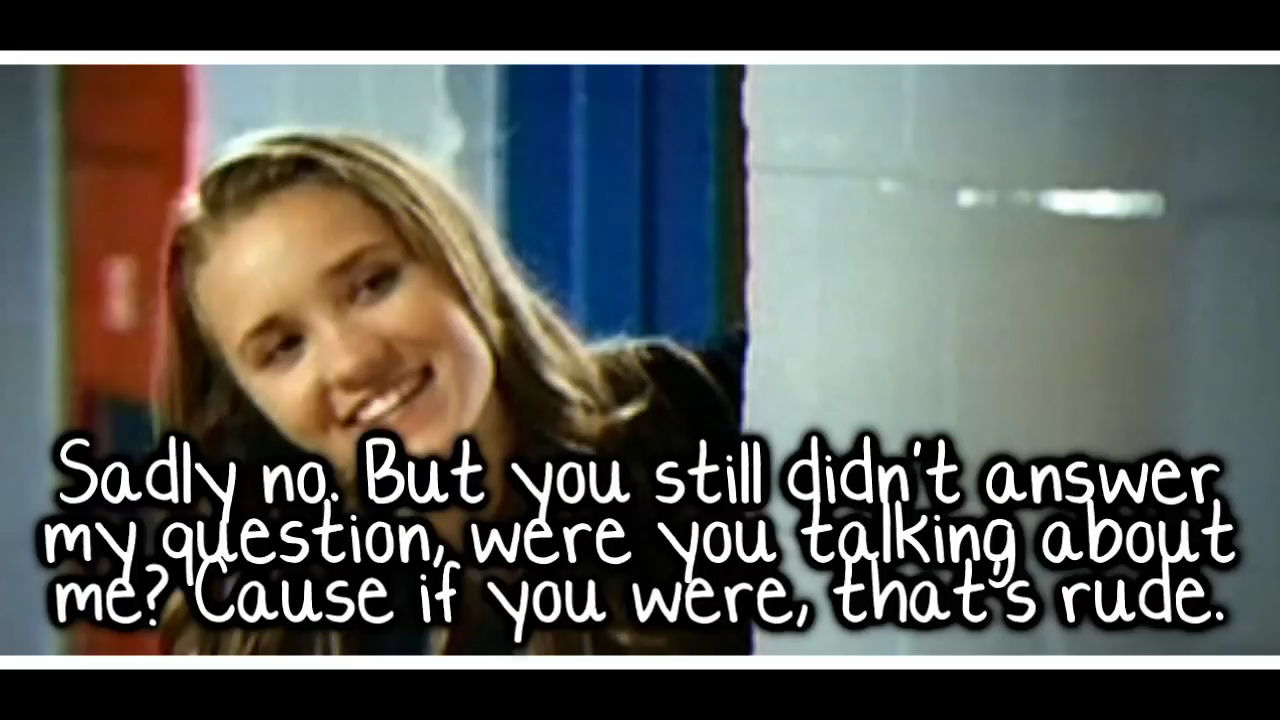 Sadly no. But you still didn't answer
my question, were you talking about
me? Cause if you were, that's rude.